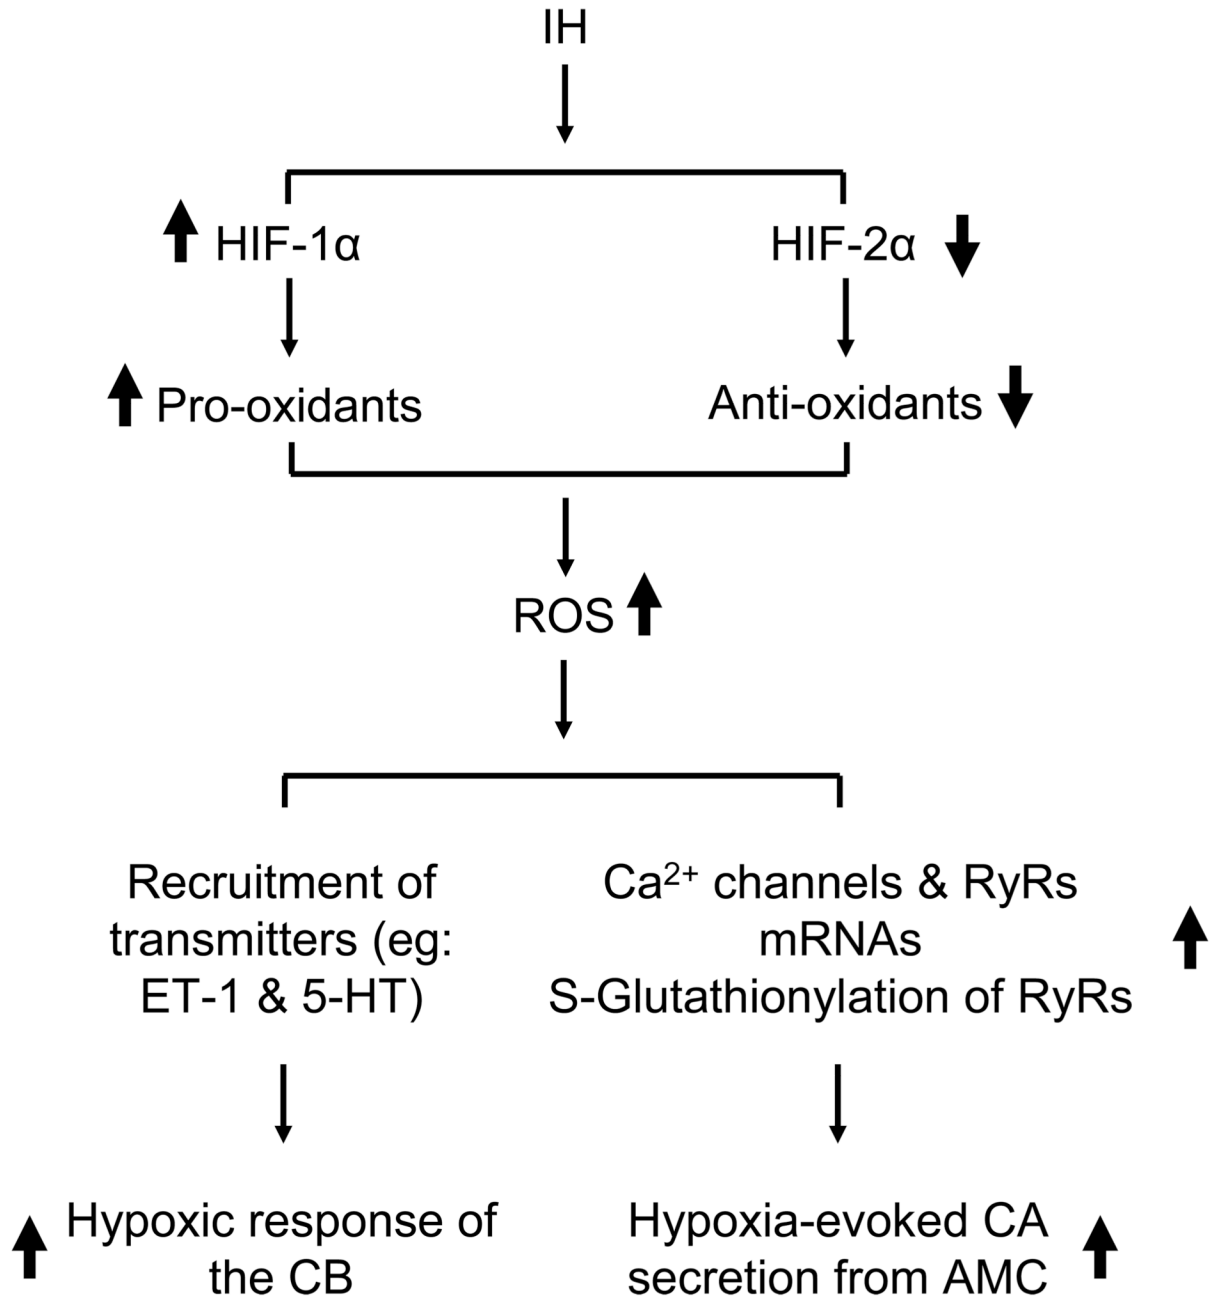 IH
HIF-1α
HIF-2α
Pro-oxidants
Anti-oxidants
ROS
Recruitment of
transmitters (eg:
ET-1 & 5-HT)
Ca²⁺ channels & RyRs
mRNAs
S-Glutathionylation of RyRs
Hypoxic response of
the CB
Hypoxia-evoked CA
secretion from AMC